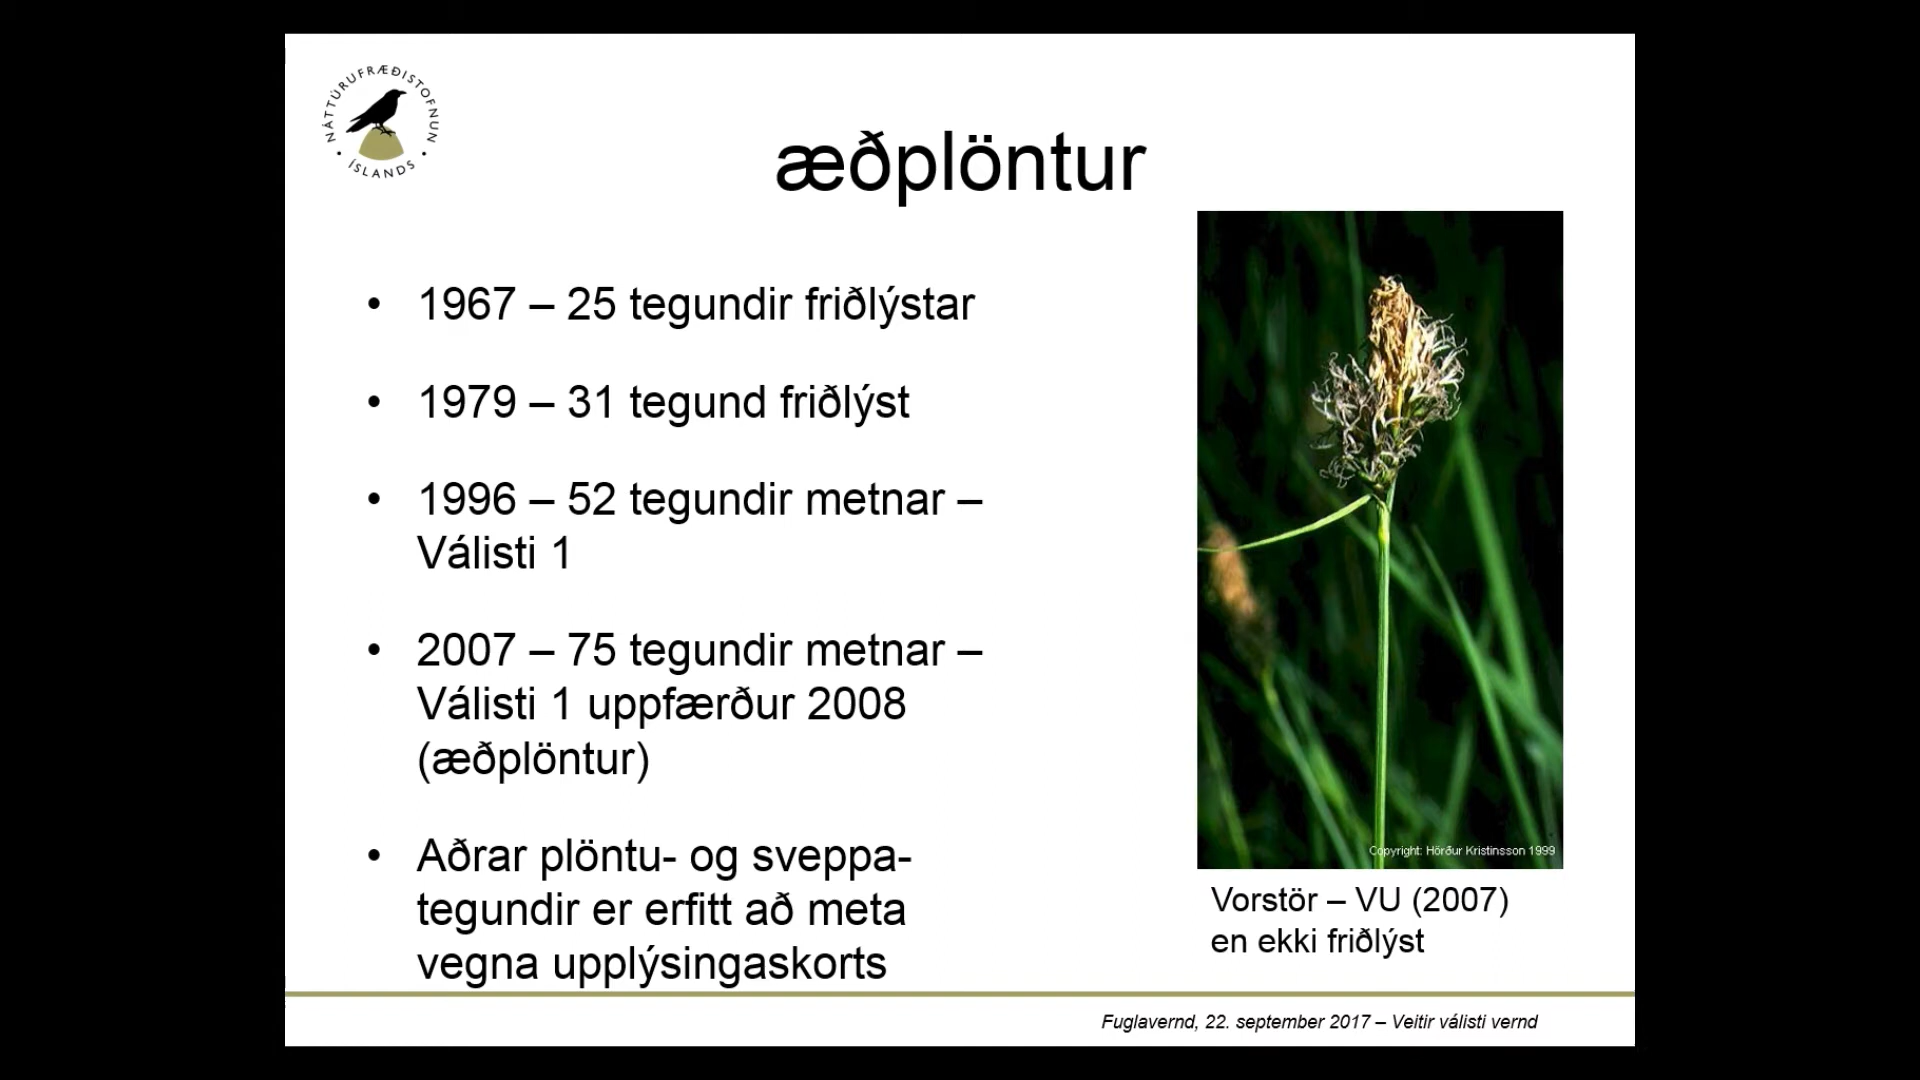 NÁTTÚRUFRÆÐISTOFNUN
• ÍSLANDS •
æðplöntur
• 1967 – 25 tegundir friðlýstar
• 1979 – 31 tegund friðlýst
• 1996 – 52 tegundir metnar –
Válisti 1
• 2007 – 75 tegundir metnar –
Válisti 1 uppfærður 2008
(æðplöntur)
• Aðrar plöntu- og sveppa-
tegundir er erfitt að meta
vegna upplýsingaskorts
Copyright: Hörður Kristinsson 1999
Vorstör – VU (2007)
en ekki friðlýst
Fuglavernd, 22. september 2017 – Veitir válisti vernd